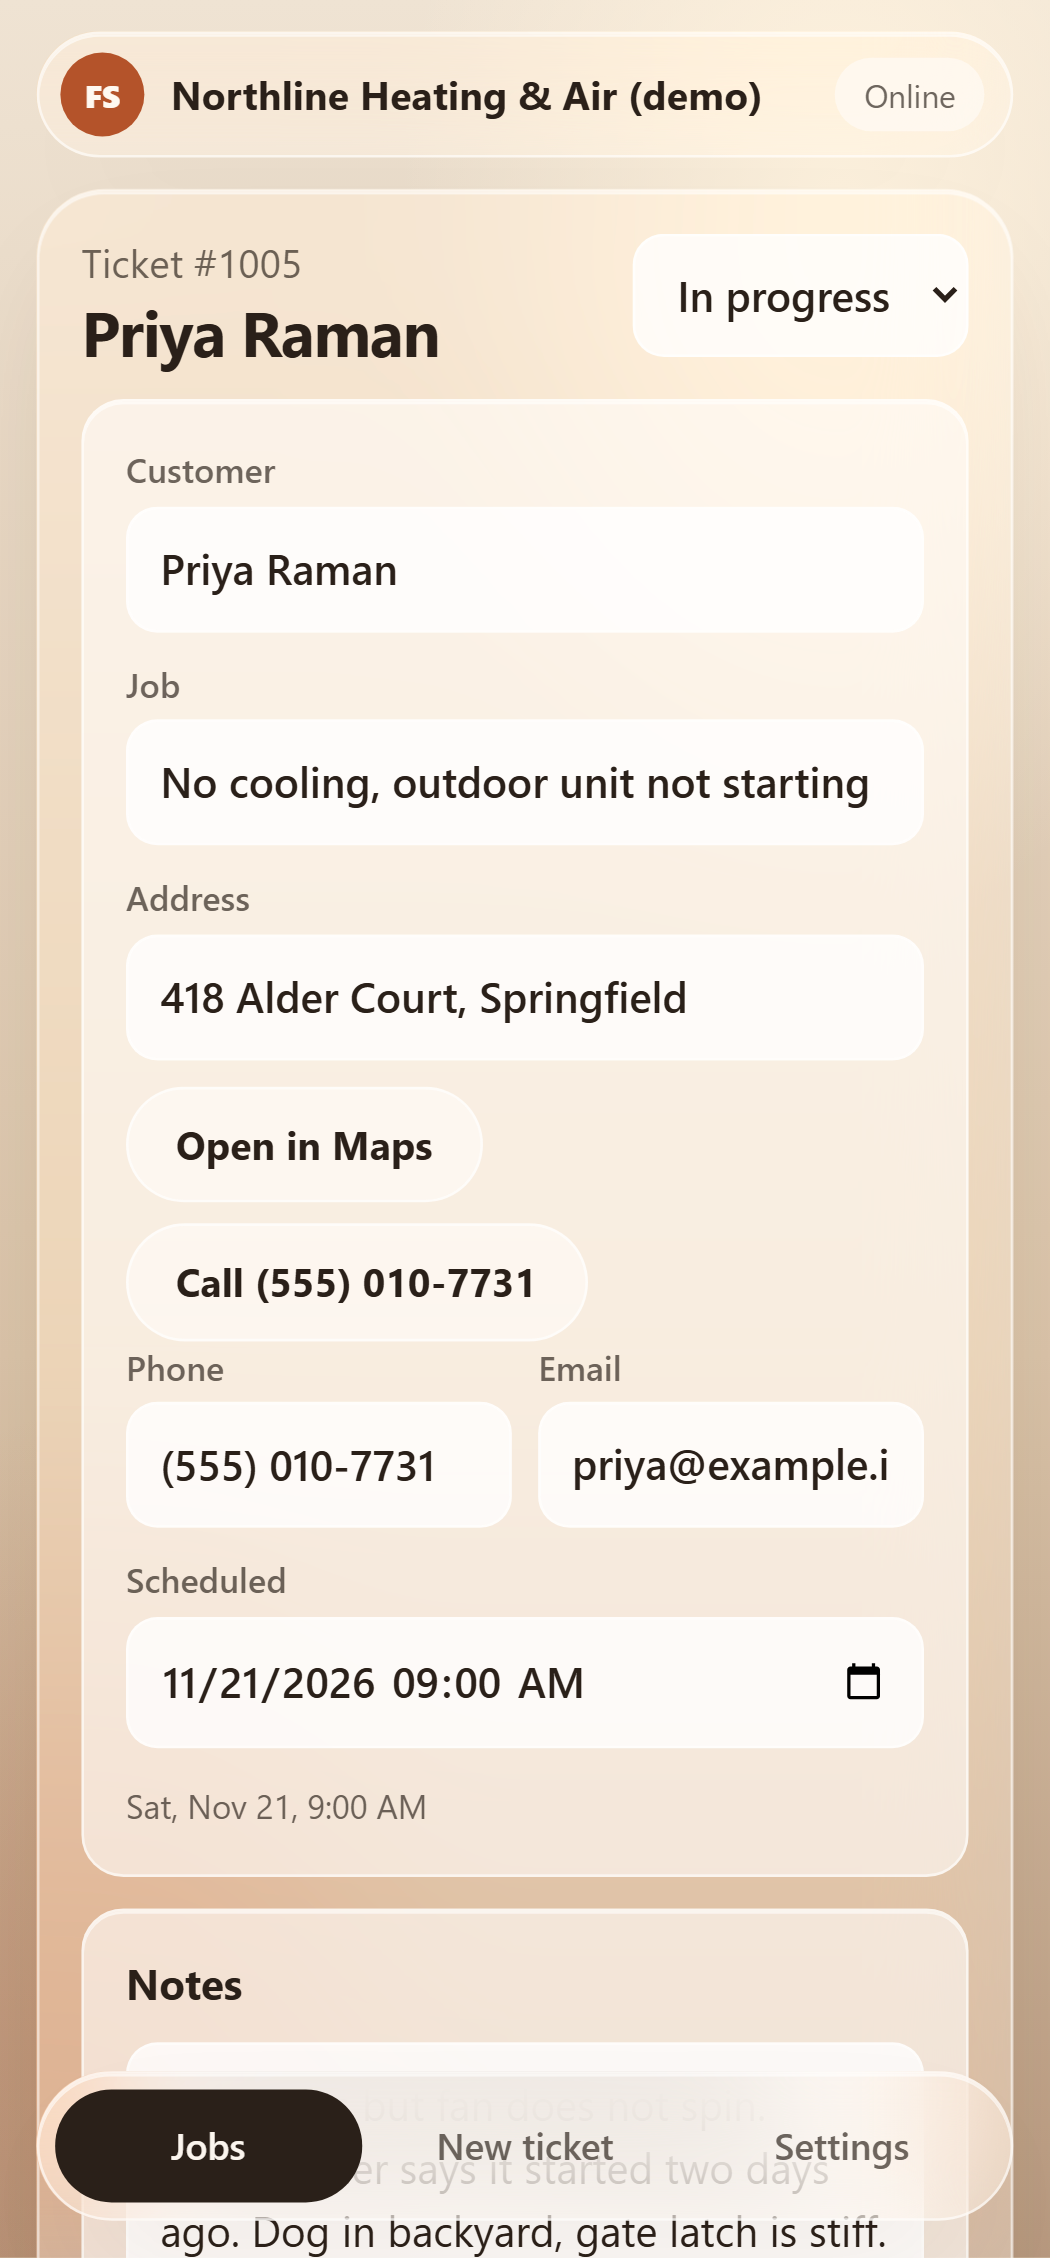 FS
Northline Heating & Air (demo)
Online
Ticket #1005
Priya Raman
In progress
Customer
Priya Raman
Job
No cooling, outdoor unit not starting
Address
418 Alder Court, Springfield
Open in Maps
Call (555) 010-7731
Phone
Email
(555) 010-7731
priya@example.i
Scheduled
11/21/2026 09:00 AM
Sat, Nov 21, 9:00 AM
Notes
but fan does not spin.
says it started two days
ago. Dog in backyard, gate latch is stiff.
Jobs
New ticket
Settings